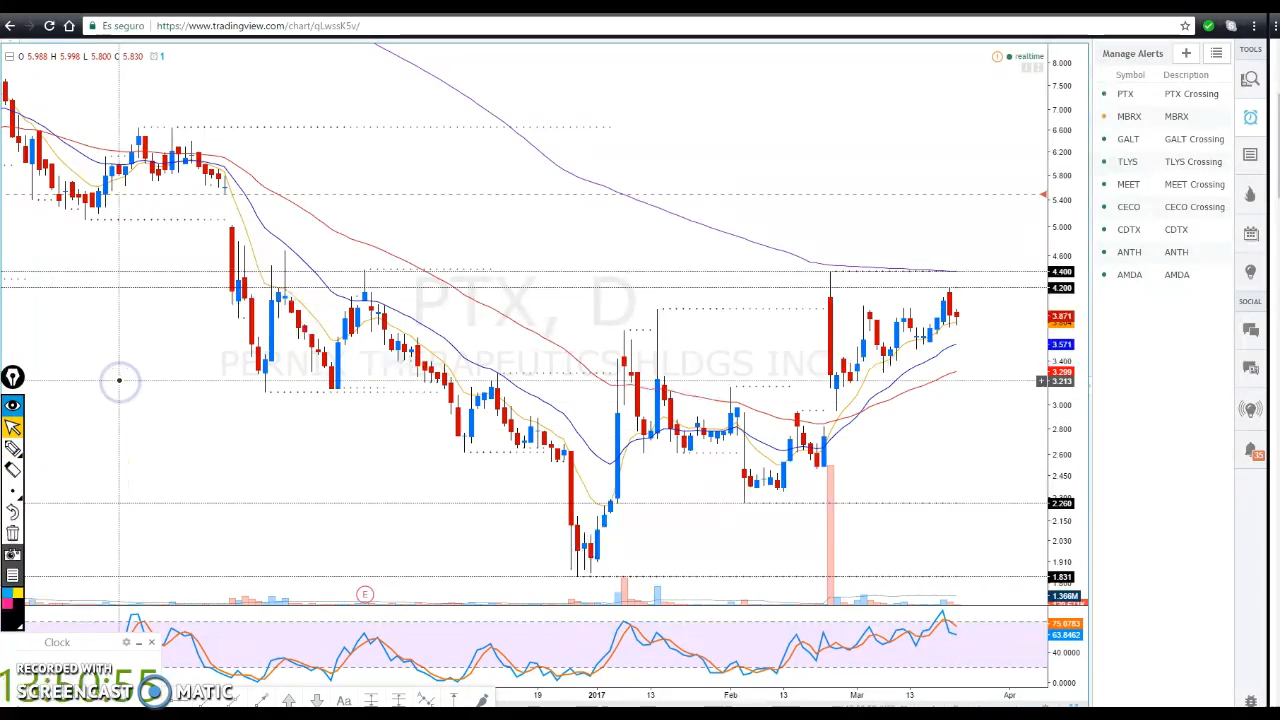 Es seguro
https://www.tradingview.com/chart/qLwssK5v/
O 5.988 H 5.998 L 5.800 C 5.830 1
realtime
Manage Alerts
TOOLS
Symbol Description
PTX PTX Crossing
MBRX MBRX
GALT GALT Crossing
TLYS TLYS Crossing
MEET MEET Crossing
CECO CECO Crossing
CDTX CDTX
ANTH ANTH
AMDA AMDA
SOCIAL
35
8.000
7.500
7.000
6.600
6.200
5.800
5.400
5.000
4.600
4.400
4.200
3.871
3.571
3.400
3.299
3.213
3.000
2.800
2.600
2.450
2.260
2.150
2.030
1.910
1.831
1.366M
75.0783
63.8462
40.0000
0.0000
PTX, D
E
Clock
RECORDED WITH
SCREENCAST MATIC
Aa
19 2017 13 Feb 13 Mar 13 Apr